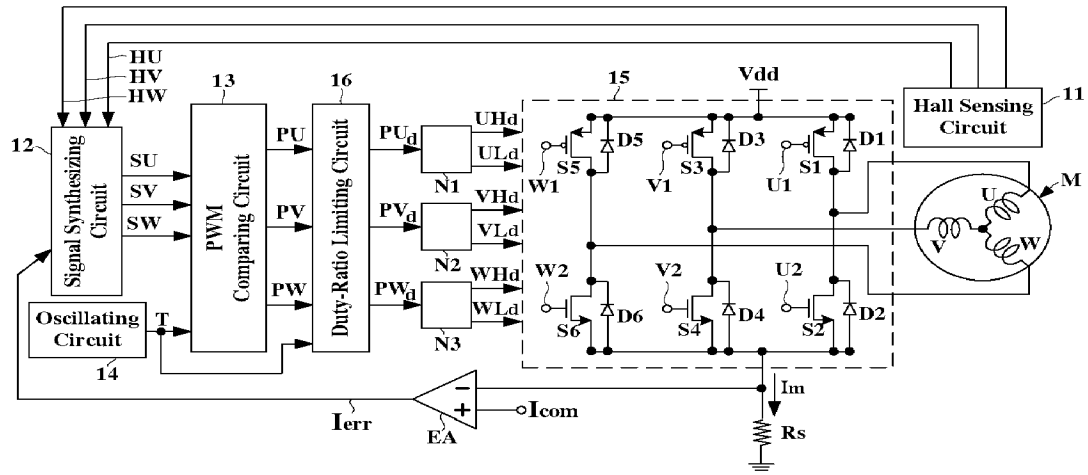 HU
HV
HW
12
Signal Synthesizing
Circuit
SU
SV
SW
13
PWM
Comparing Circuit
PU
PV
PW
16
Duty-Ratio Limiting Circuit
PUd
PVd
PWd
N1
N2
N3
UHd
ULd
VHd
VLd
WHd
WLd
15
Vdd
W1
S5
D5
V1
S3
D3
U1
S1
D1
W2
S6
D6
V2
S4
D4
U2
S2
D2
Hall Sensing
Circuit
11
M
U
V
W
Oscillating
Circuit
14
T
Ierr
EA
Icom
Im
Rs